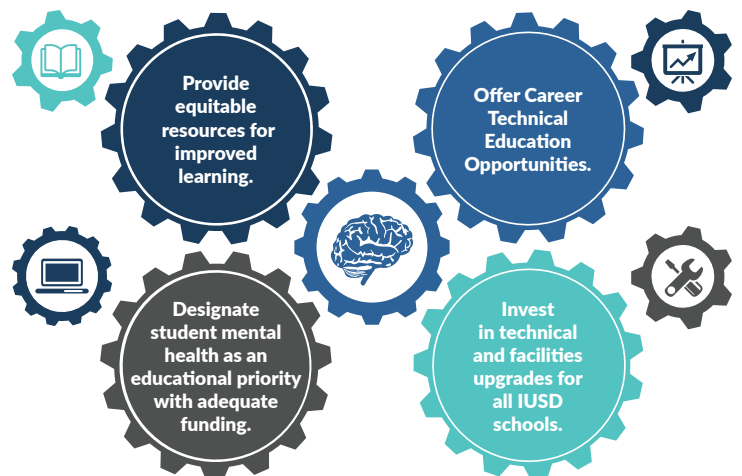 Provide
equitable
resources for
improved
learning.
Offer Career
Technical
Education
Opportunities.
Designate
student mental
health as an
educational priority
with adequate
funding.
Invest
in technical
and facilities
upgrades for
all IUSD
schools.